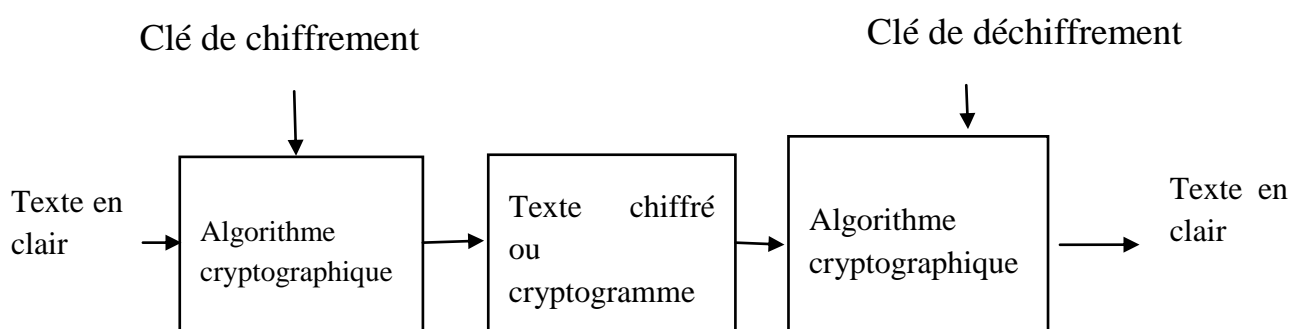 Clé de chiffrement
Clé de déchiffrement
Texte en
clair
Algorithme
cryptographique
Texte chiffré
ou
cryptogramme
Algorithme
cryptographique
Texte en
clair